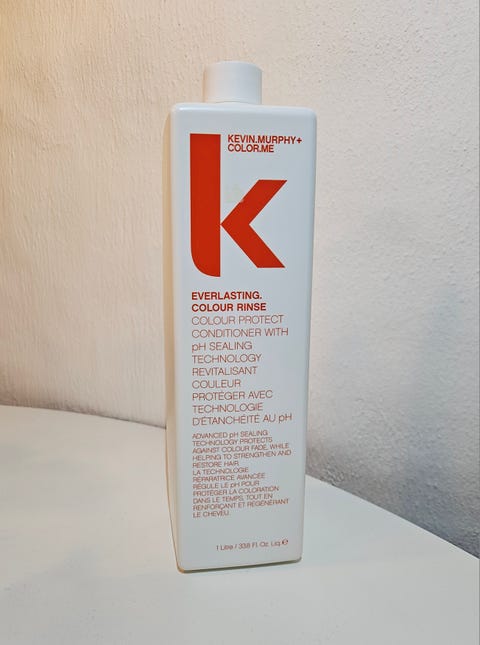 KEVIN.MURPHY+
COLOR.ME
k
EVERLASTING.
COLOUR RINSE
COLOUR PROTECT
CONDITIONER WITH
pH SEALING
TECHNOLOGY
REVITALISANT
COULEUR
PROTÉGER AVEC
TECHNOLOGIE
D'ÉTANCHÉITÉ AU pH
ADVANCED pH SEALING
TECHNOLOGY PROTECTS
AGAINST COLOUR FADE, WHILE
HELPING TO STRENGTHEN AND
RESTORE HAIR.
LA TECHNOLOGIE
RÉPARATRICE AVANCÉE
RÉGULE LE pH POUR
PROTÉGER LA COLORATION
DANS LE TEMPS, TOUT EN
RENFORÇANT ET RÉGÉNÉRANT
LE CHEVEU.
1 Litre / 33.8 Fl. Oz. Liq. ℮